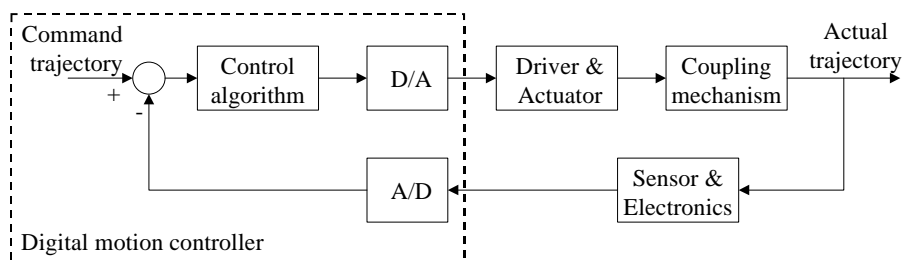 Command
trajectory
+
-
Control
algorithm
D/A
Driver &
Actuator
Coupling
mechanism
Actual
trajectory
A/D
Sensor &
Electronics
Digital motion controller